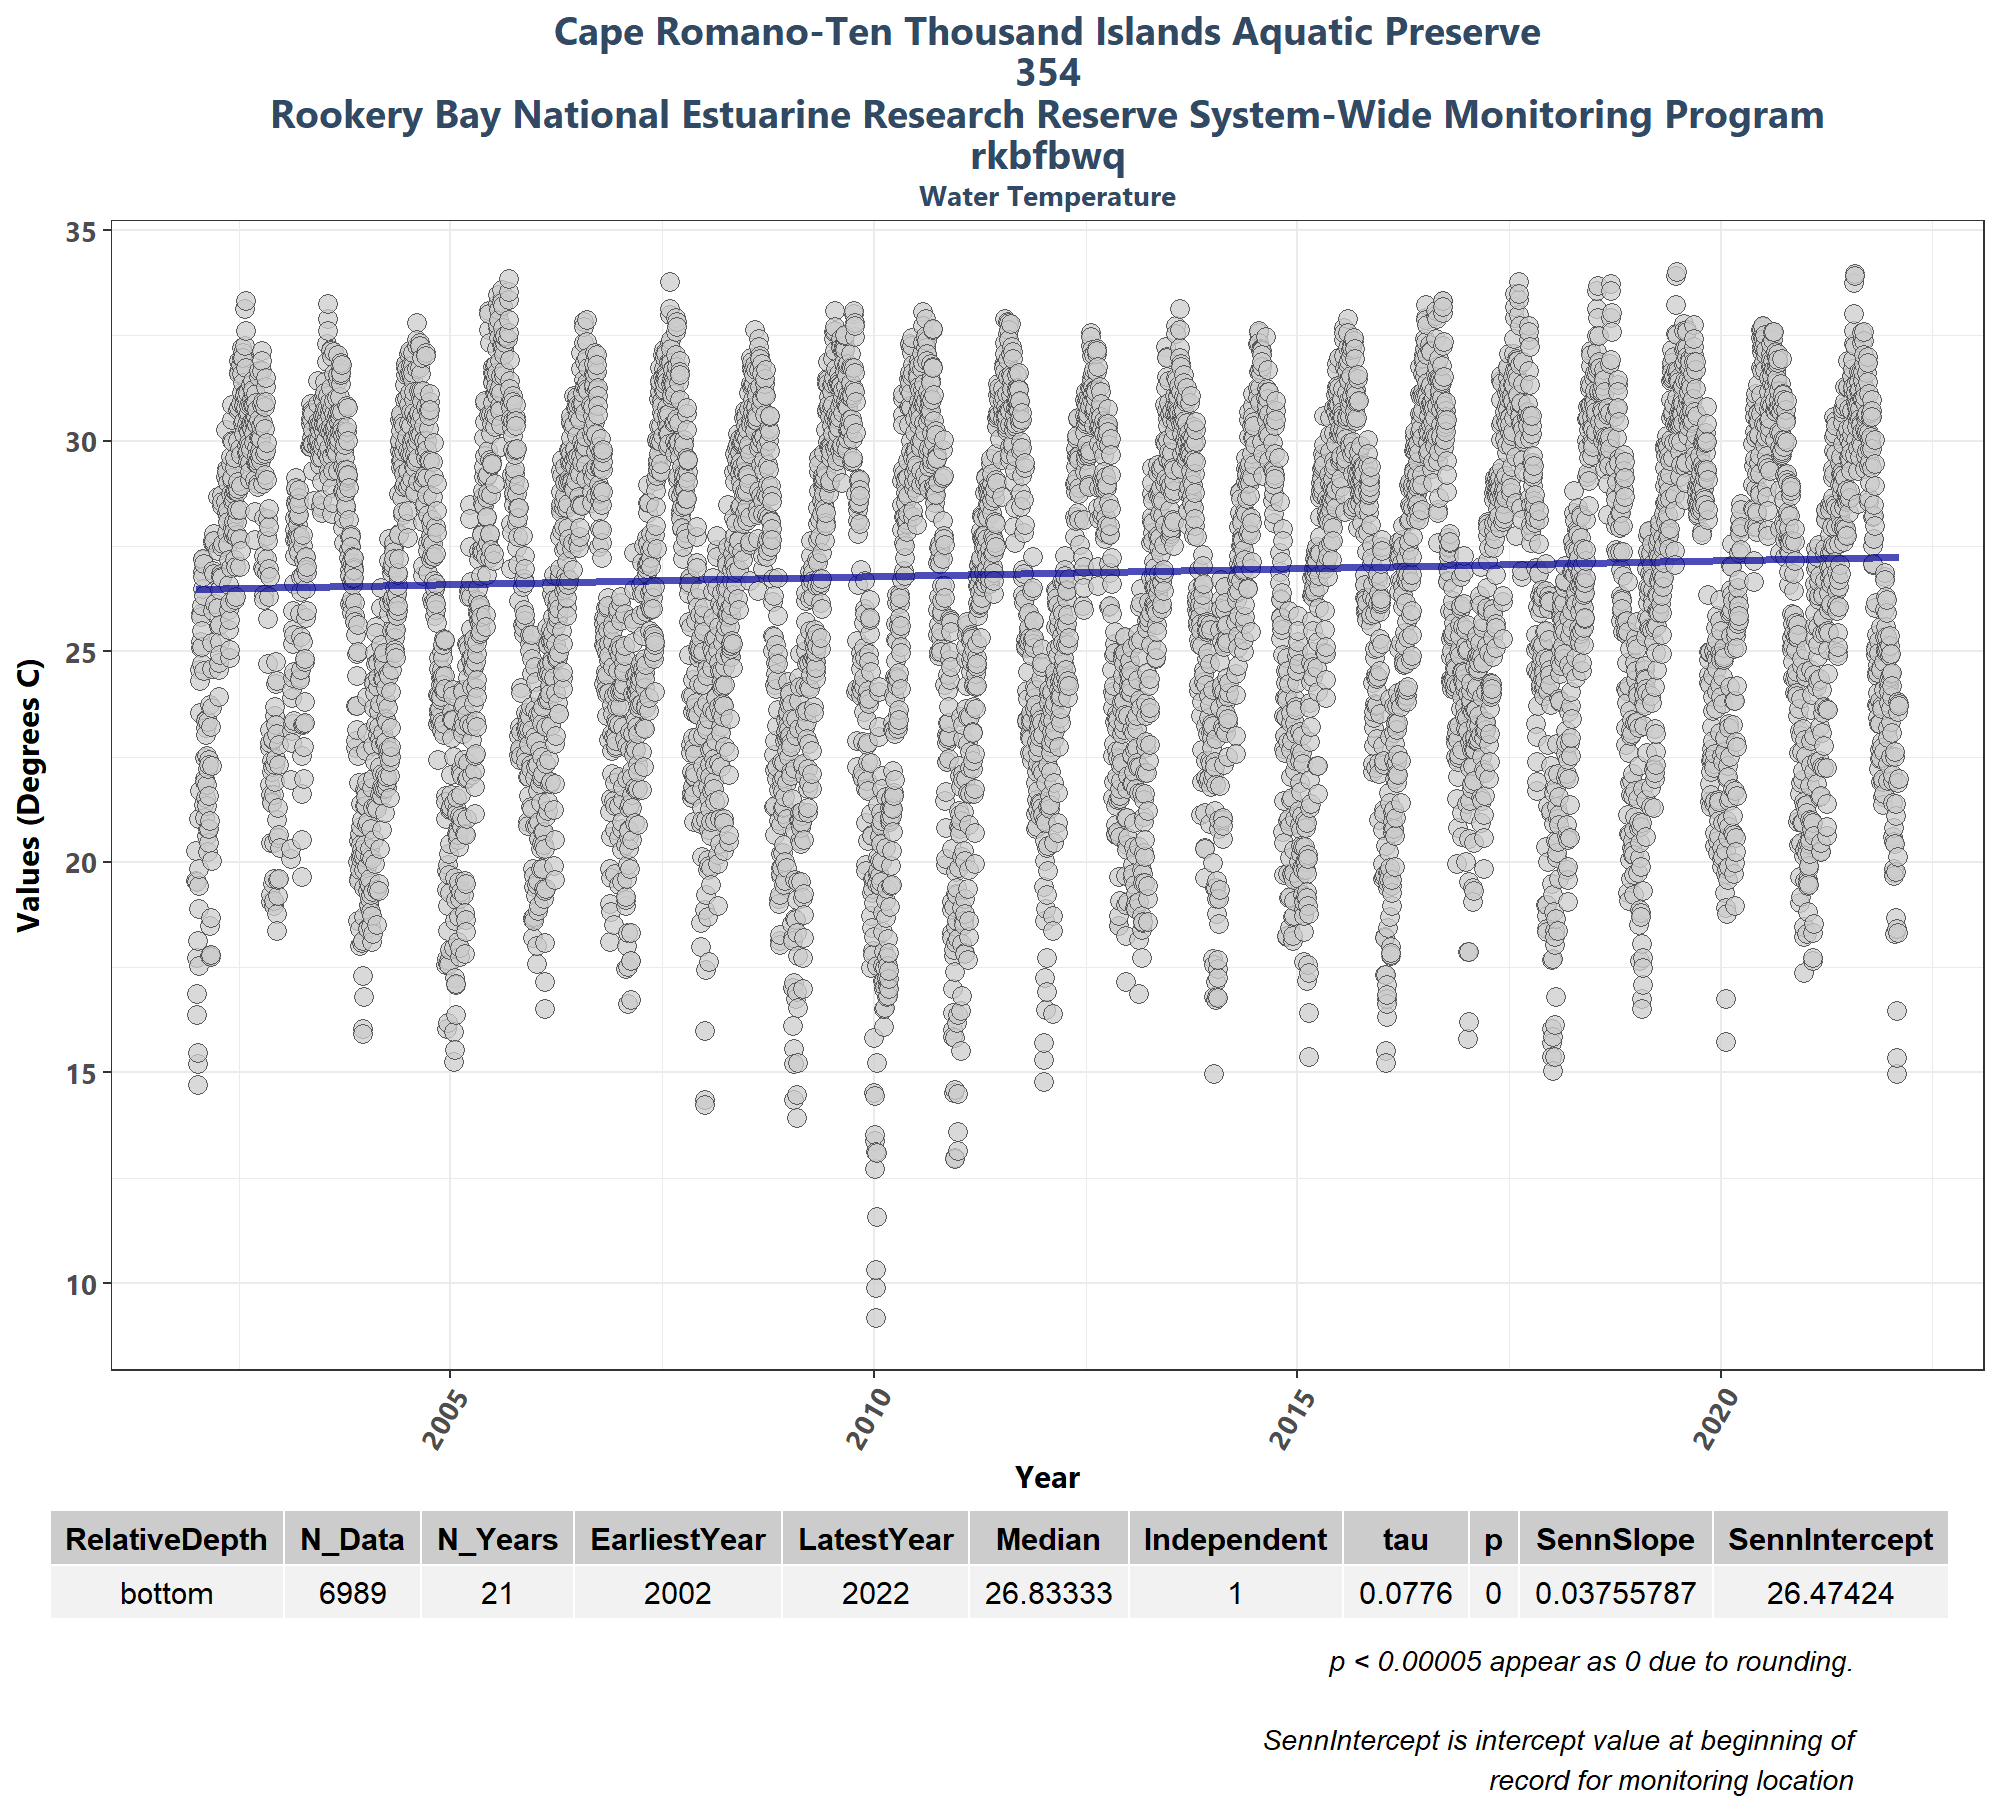 Cape Romano-Ten Thousand Islands Aquatic Preserve
354
Rookery Bay National Estuarine Research Reserve System-Wide Monitoring Program
rkbfbwq
Water Temperature
35
30
25
20
15
10
Values (Degrees C)
2005 2010 2015 2020
Year
RelativeDepth N_Data N_Years EarliestYear LatestYear Median Independent tau p SennSlope SennIntercept
bottom 6989 21 2002 2022 26.83333 1 0.0776 0 0.03755787 26.47424
p < 0.00005 appear as 0 due to rounding.
SennIntercept is intercept value at beginning of
record for monitoring location